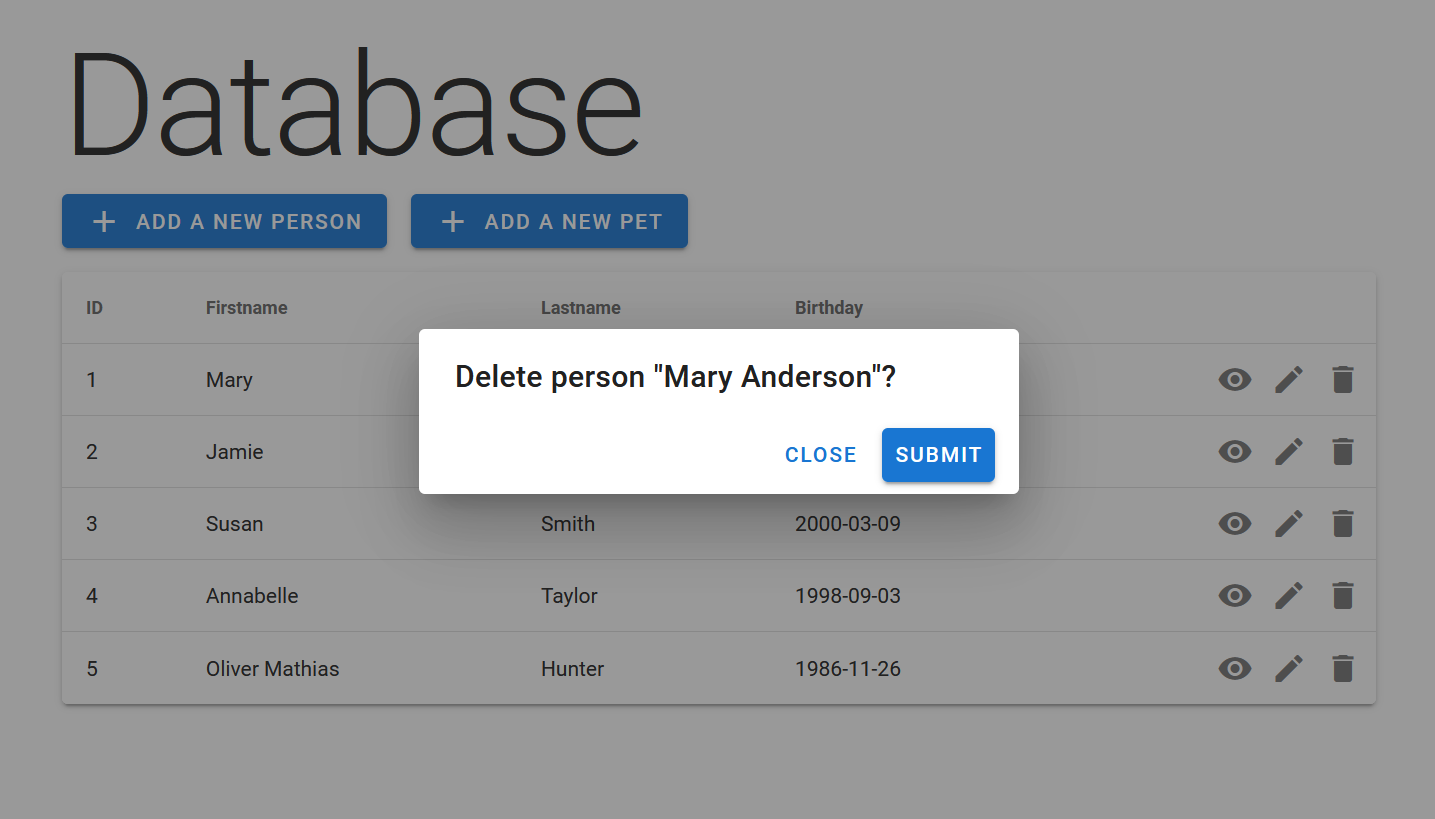 Database
ADD A NEW PERSON ADD A NEW PET
ID Firstname Lastname Birthday
1 Mary
2 Jamie
Delete person "Mary Anderson"?
CLOSE SUBMIT
3 Susan Smith 2000-03-09
4 Annabelle Taylor 1998-09-03
5 Oliver Mathias Hunter 1986-11-26